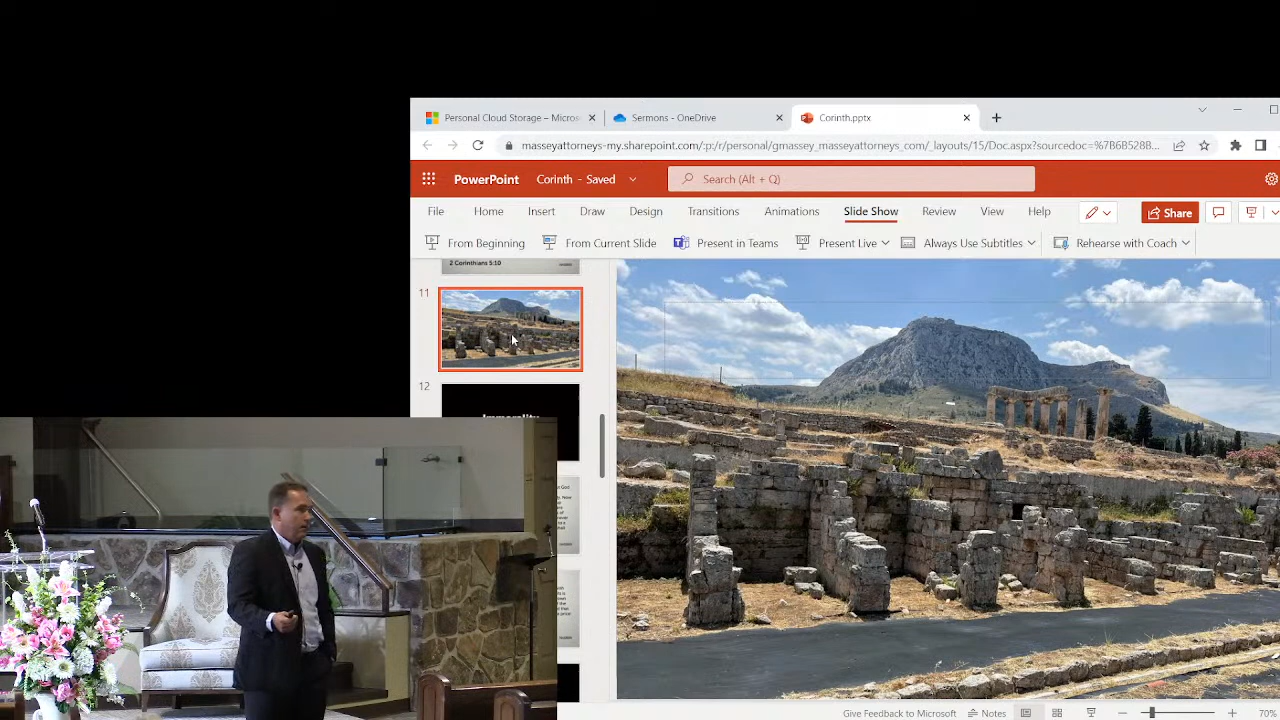 Personal Cloud Storage – Micros
Sermons - OneDrive
Corinth.pptx
masseyattorneys-my.sharepoint.com/:p:/r/personal/gmassey_masseyattorneys_com/_layouts/15/Doc.aspx?sourcedoc=%7B6B528B...
PowerPoint
Corinth - Saved
Search (Alt + Q)
File Home Insert Draw Design Transitions Animations Slide Show Review View Help
Share
From Beginning From Current Slide Present in Teams Present Live Always Use Subtitles Rehearse with Coach
2 Corinthians 5:10
11
12
Give Feedback to Microsoft Notes 70%